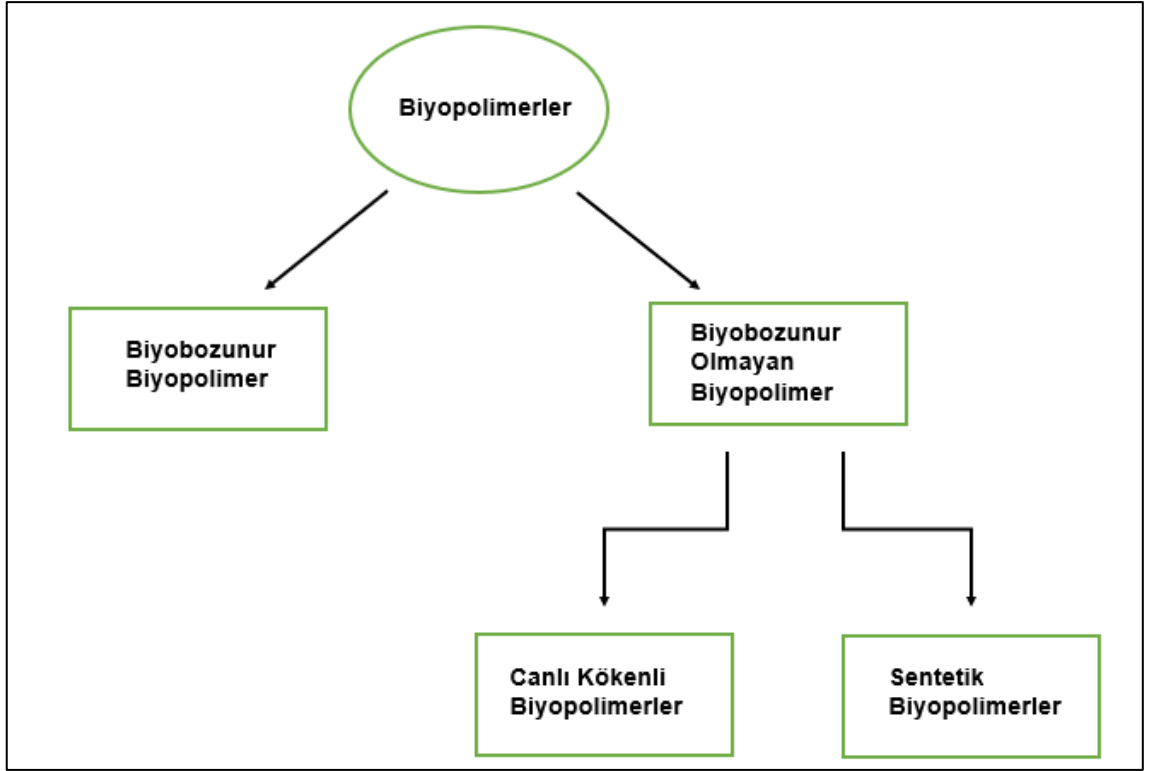 Biyopolimerler
Biyobozunur
Biyopolimer
Biyobozunur
Olmayan
Biyopolimer
Canlı Kökenli
Biyopolimerler
Sentetik
Biyopolimerler